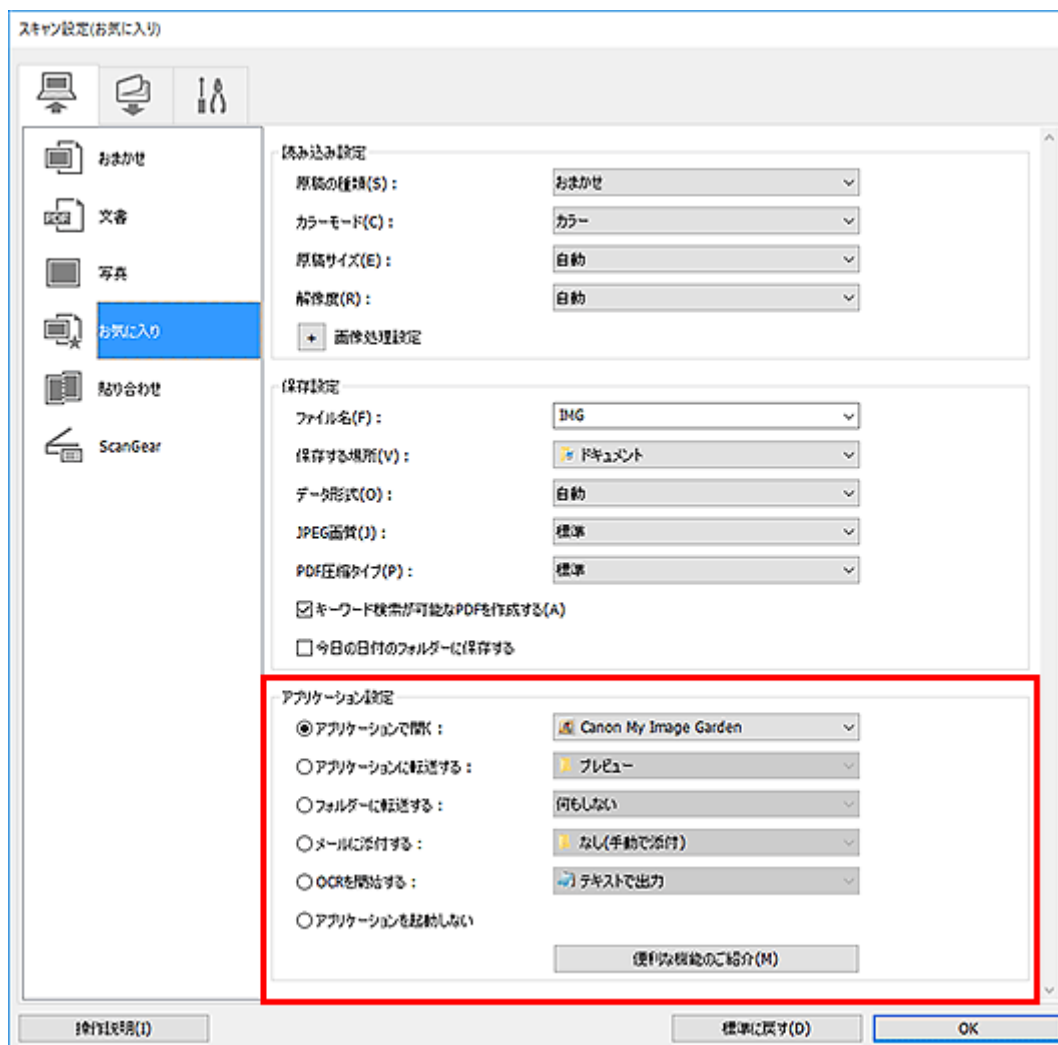 スキャン設定(お気に入り)
おまかせ
文書
写真
お気に入り
貼り合わせ
ScanGear
読み込み設定
原稿の種類(S): おまかせ
カラーモード(C): カラー
原稿サイズ(E): 自動
解像度(R): 自動
+ 画像処理設定
保存設定
ファイル名(F): IMG
保存する場所(V): ドキュメント
データ形式(O): 自動
JPEG画質(J): 標準
PDF圧縮タイプ(P): 標準
キーワード検索が可能なPDFを作成する(A)
今日の日付のフォルダーに保存する
アプリケーション設定
アプリケーションで開く: Canon My Image Garden
アプリケーションに転送する: プレビュー
フォルダーに転送する: 何もしない
メールに添付する: なし(手動で添付)
OCRを開始する: テキストで出力
アプリケーションを起動しない
便利な機能のご紹介(M)
操作説明(I) 標準に戻す(D) OK